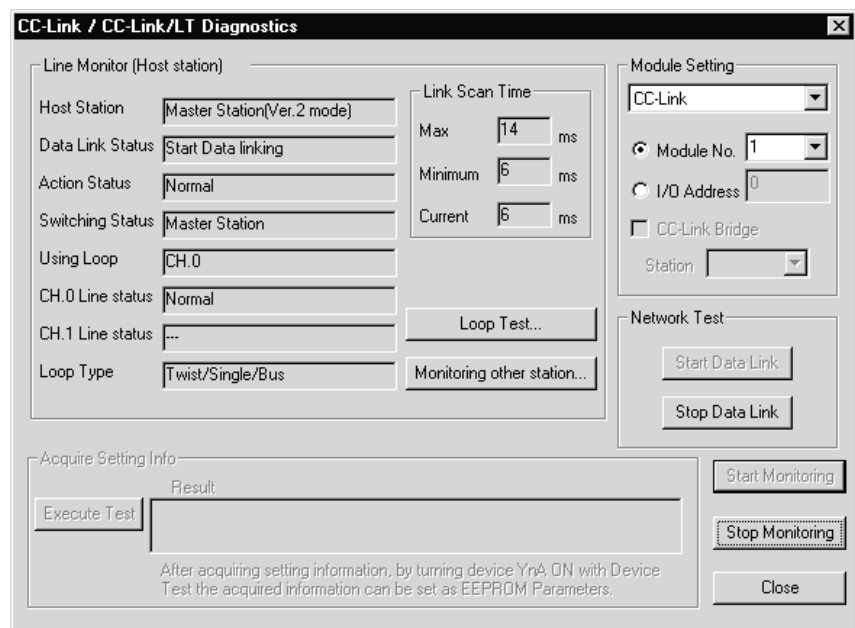 CC-Link / CC-Link/LT Diagnostics
Line Monitor (Host station)
Host Station Master Station(Ver.2 mode)
Data Link Status Start Data linking
Action Status Normal
Switching Status Master Station
Using Loop CH.0
CH.0 Line status Normal
CH.1 Line status ---
Loop Type Twist/Single/Bus
Link Scan Time
Max 14 ms
Minimum 6 ms
Current 6 ms
Loop Test...
Monitoring other station...
Module Setting
CC-Link
Module No. 1
I/O Address 0
CC-Link Bridge
Station
Network Test
Start Data Link
Stop Data Link
Acquire Setting Info
Result
Execute Test
After acquiring setting information, by turning device YnA ON with Device
Test the acquired information can be set as EEPROM Parameters.
Start Monitoring
Stop Monitoring
Close